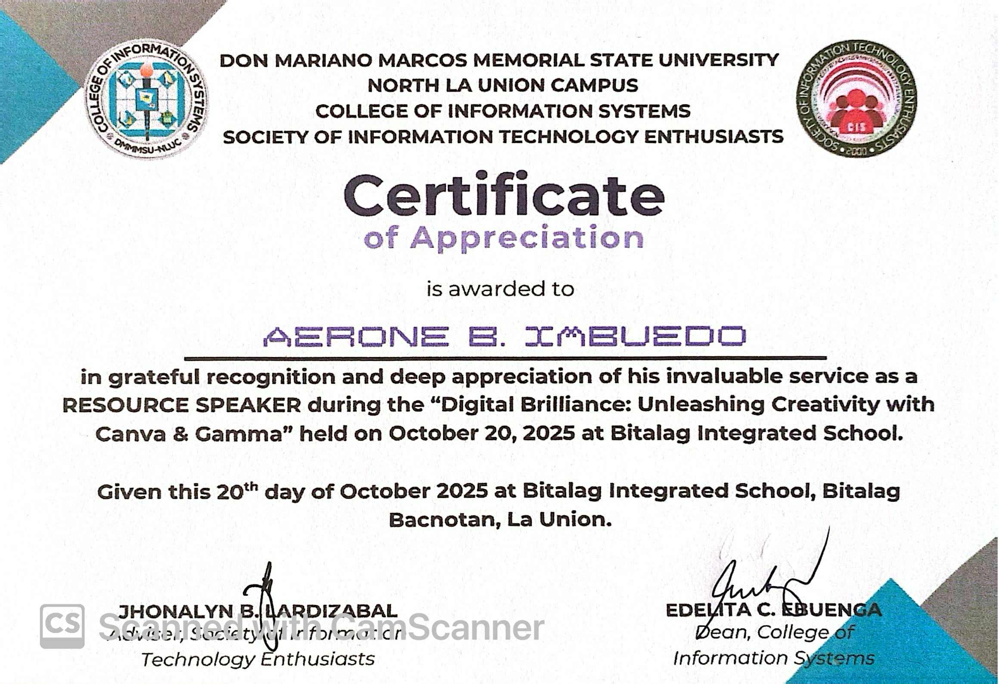 COLLEGE OF INFORMATION SYSTEMS
DMMMSU-NLUC
DON MARIANO MARCOS MEMORIAL STATE UNIVERSITY
NORTH LA UNION CAMPUS
COLLEGE OF INFORMATION SYSTEMS
SOCIETY OF INFORMATION TECHNOLOGY ENTHUSIASTS
SOCIETY OF INFORMATION TECHNOLOGY ENTHUSIASTS
CIS
2000
Certificate
of Appreciation
is awarded to
AERONE B. IMBUEDO
in grateful recognition and deep appreciation of his invaluable service as a
RESOURCE SPEAKER during the “Digital Brilliance: Unleashing Creativity with
Canva & Gamma” held on October 20, 2025 at Bitalag Integrated School.
Given this 20th day of October 2025 at Bitalag Integrated School, Bitalag
Bacnotan, La Union.
JHONALYN B. LARDIZABAL
Adviser, Society of Information
Technology Enthusiasts
EDELITA C. EBUENGA
Dean, College of
Information Systems
CS Scanned with CamScanner